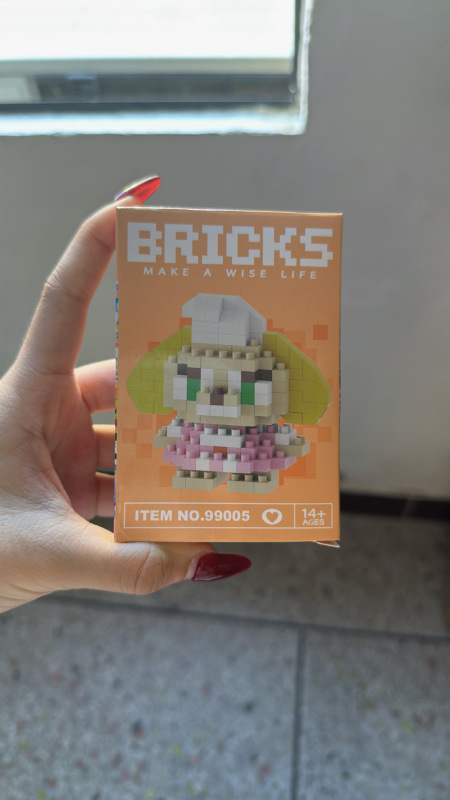 BRICKS
MAKE A WISE LIFE
ITEM NO.99005
14+
AGES